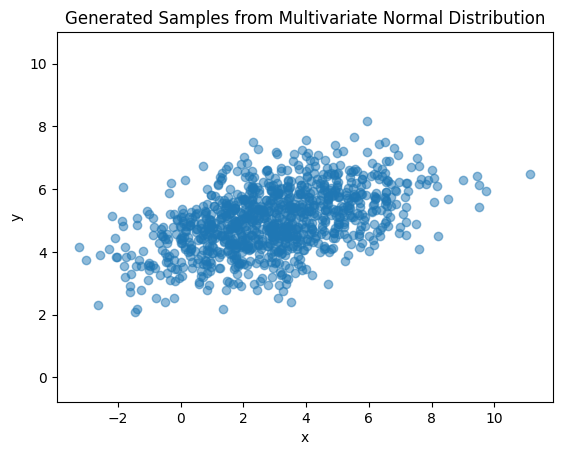 Generated Samples from Multivariate Normal Distribution
10
8
6
4
2
0
y
−2 0 2 4 6 8 10
x